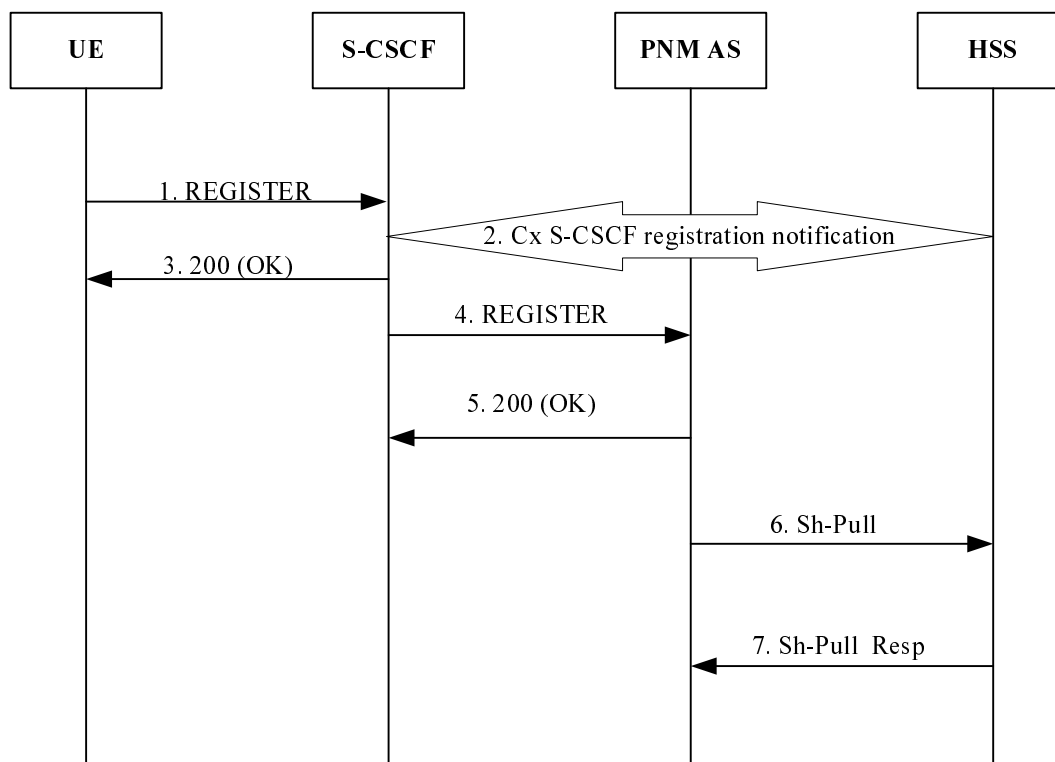 UE
S-CSCF
PNM AS
HSS
1. REGISTER
2. Cx S-CSCF registration notification
3. 200 (OK)
4. REGISTER
5. 200 (OK)
6. Sh-Pull
7. Sh-Pull Resp